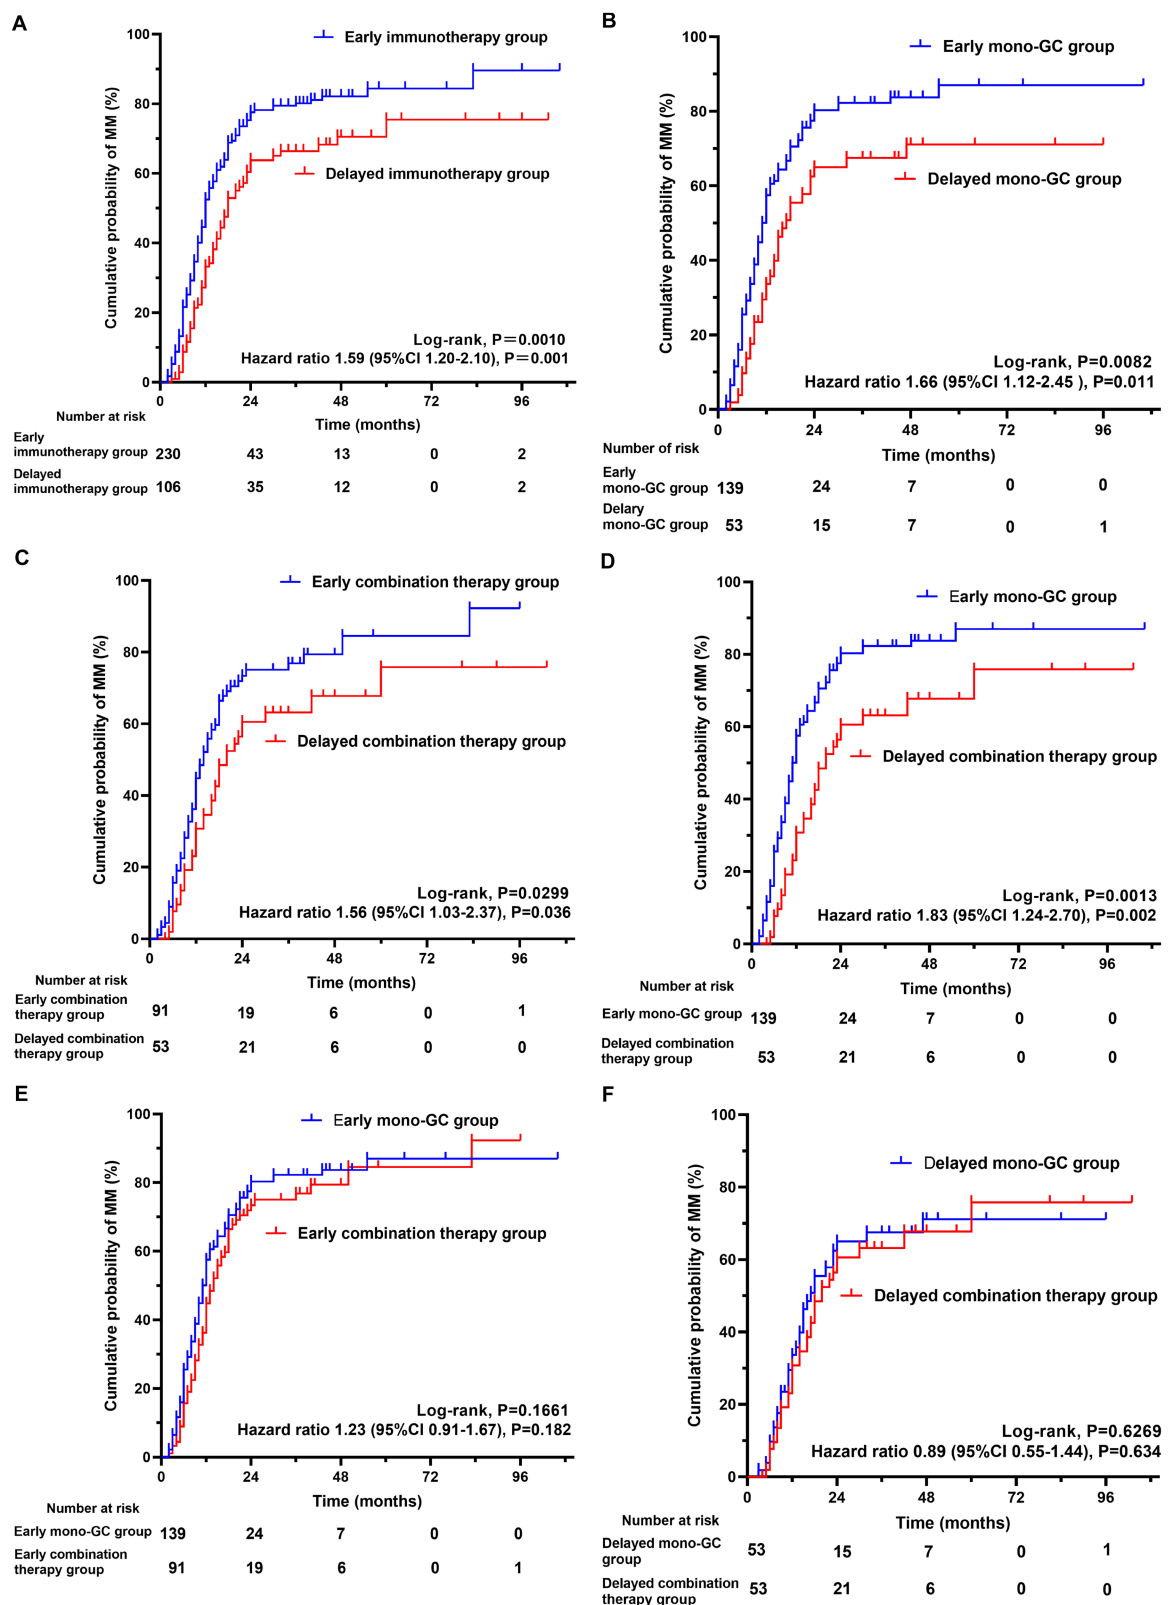 A
Early immunotherapy group
Delayed immunotherapy group
Cumulative probability of MM (%)
100
80
60
40
20
0
Log-rank, P=0.0010
Hazard ratio 1.59 (95%CI 1.20-2.10), P=0.001
0 24 48 72 96
Time (months)
Number at risk
Early
immunotherapy group 230 43 13 0 2
Delayed
immunotherapy group 106 35 12 0 2
B
Early mono-GC group
Delayed mono-GC group
Cumulative probability of MM (%)
100
80
60
40
20
0
Log-rank, P=0.0082
Hazard ratio 1.66 (95%CI 1.12-2.45 ), P=0.011
0 24 48 72 96
Time (months)
Number of risk
Early
mono-GC group 139 24 7 0 0
Delary
mono-GC group 53 15 7 0 1
C
Early combination therapy group
Delayed combination therapy group
Cumulative probability of MM (%)
100
80
60
40
20
0
Log-rank, P=0.0299
Hazard ratio 1.56 (95%CI 1.03-2.37), P=0.036
0 24 48 72 96
Time (months)
Number at risk
Early combination
therapy group 91 19 6 0 1
Delayed combination
therapy group 53 21 6 0 0
D
Early mono-GC group
Delayed combination therapy group
Cumulative probability of MM (%)
100
80
60
40
20
0
Log-rank, P=0.0013
Hazard ratio 1.83 (95%CI 1.24-2.70), P=0.002
0 24 48 72 96
Time (months)
Number at risk
Early mono-GC group 139 24 7 0 0
Delayed combination
therapy group 53 21 6 0 0
E
Early mono-GC group
Early combination therapy group
Cumulative probability of MM (%)
100
80
60
40
20
0
Log-rank, P=0.1661
Hazard ratio 1.23 (95%CI 0.91-1.67), P=0.182
0 24 48 72 96
Time (months)
Number at risk
Early mono-GC group 139 24 7 0 0
Early combination
therapy group 91 19 6 0 1
F
Delayed mono-GC group
Delayed combination therapy group
Cumulative probability of MM (%)
100
80
60
40
20
0
Log-rank, P=0.6269
Hazard ratio 0.89 (95%CI 0.55-1.44), P=0.634
0 24 48 72 96
Time (months)
Number at risk
Delayed mono-GC
group 53 15 7 0 1
Delayed combination
therapy group 53 21 6 0 0